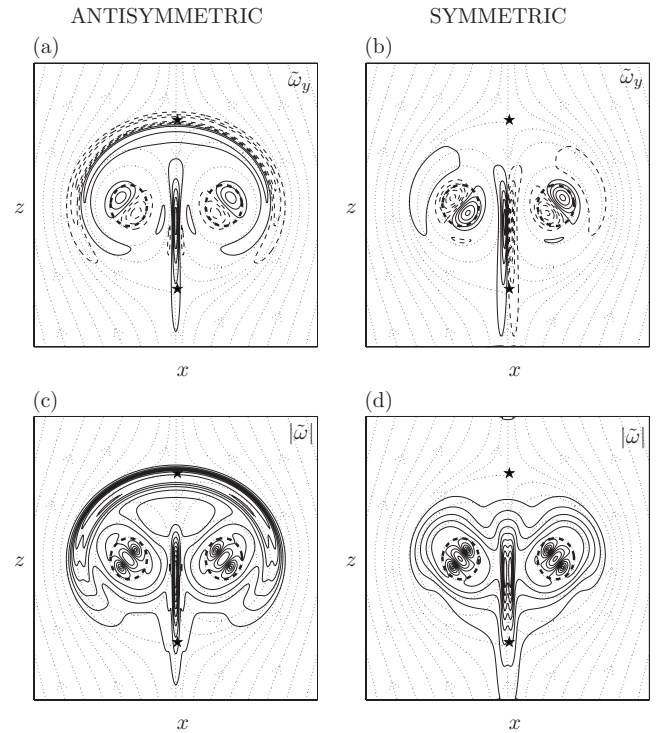 ANTISYMMETRIC SYMMETRIC
(a) (b)
ω̃y ω̃y
z z
x x
(c) (d)
|ω̃| |ω̃|
z z
x x